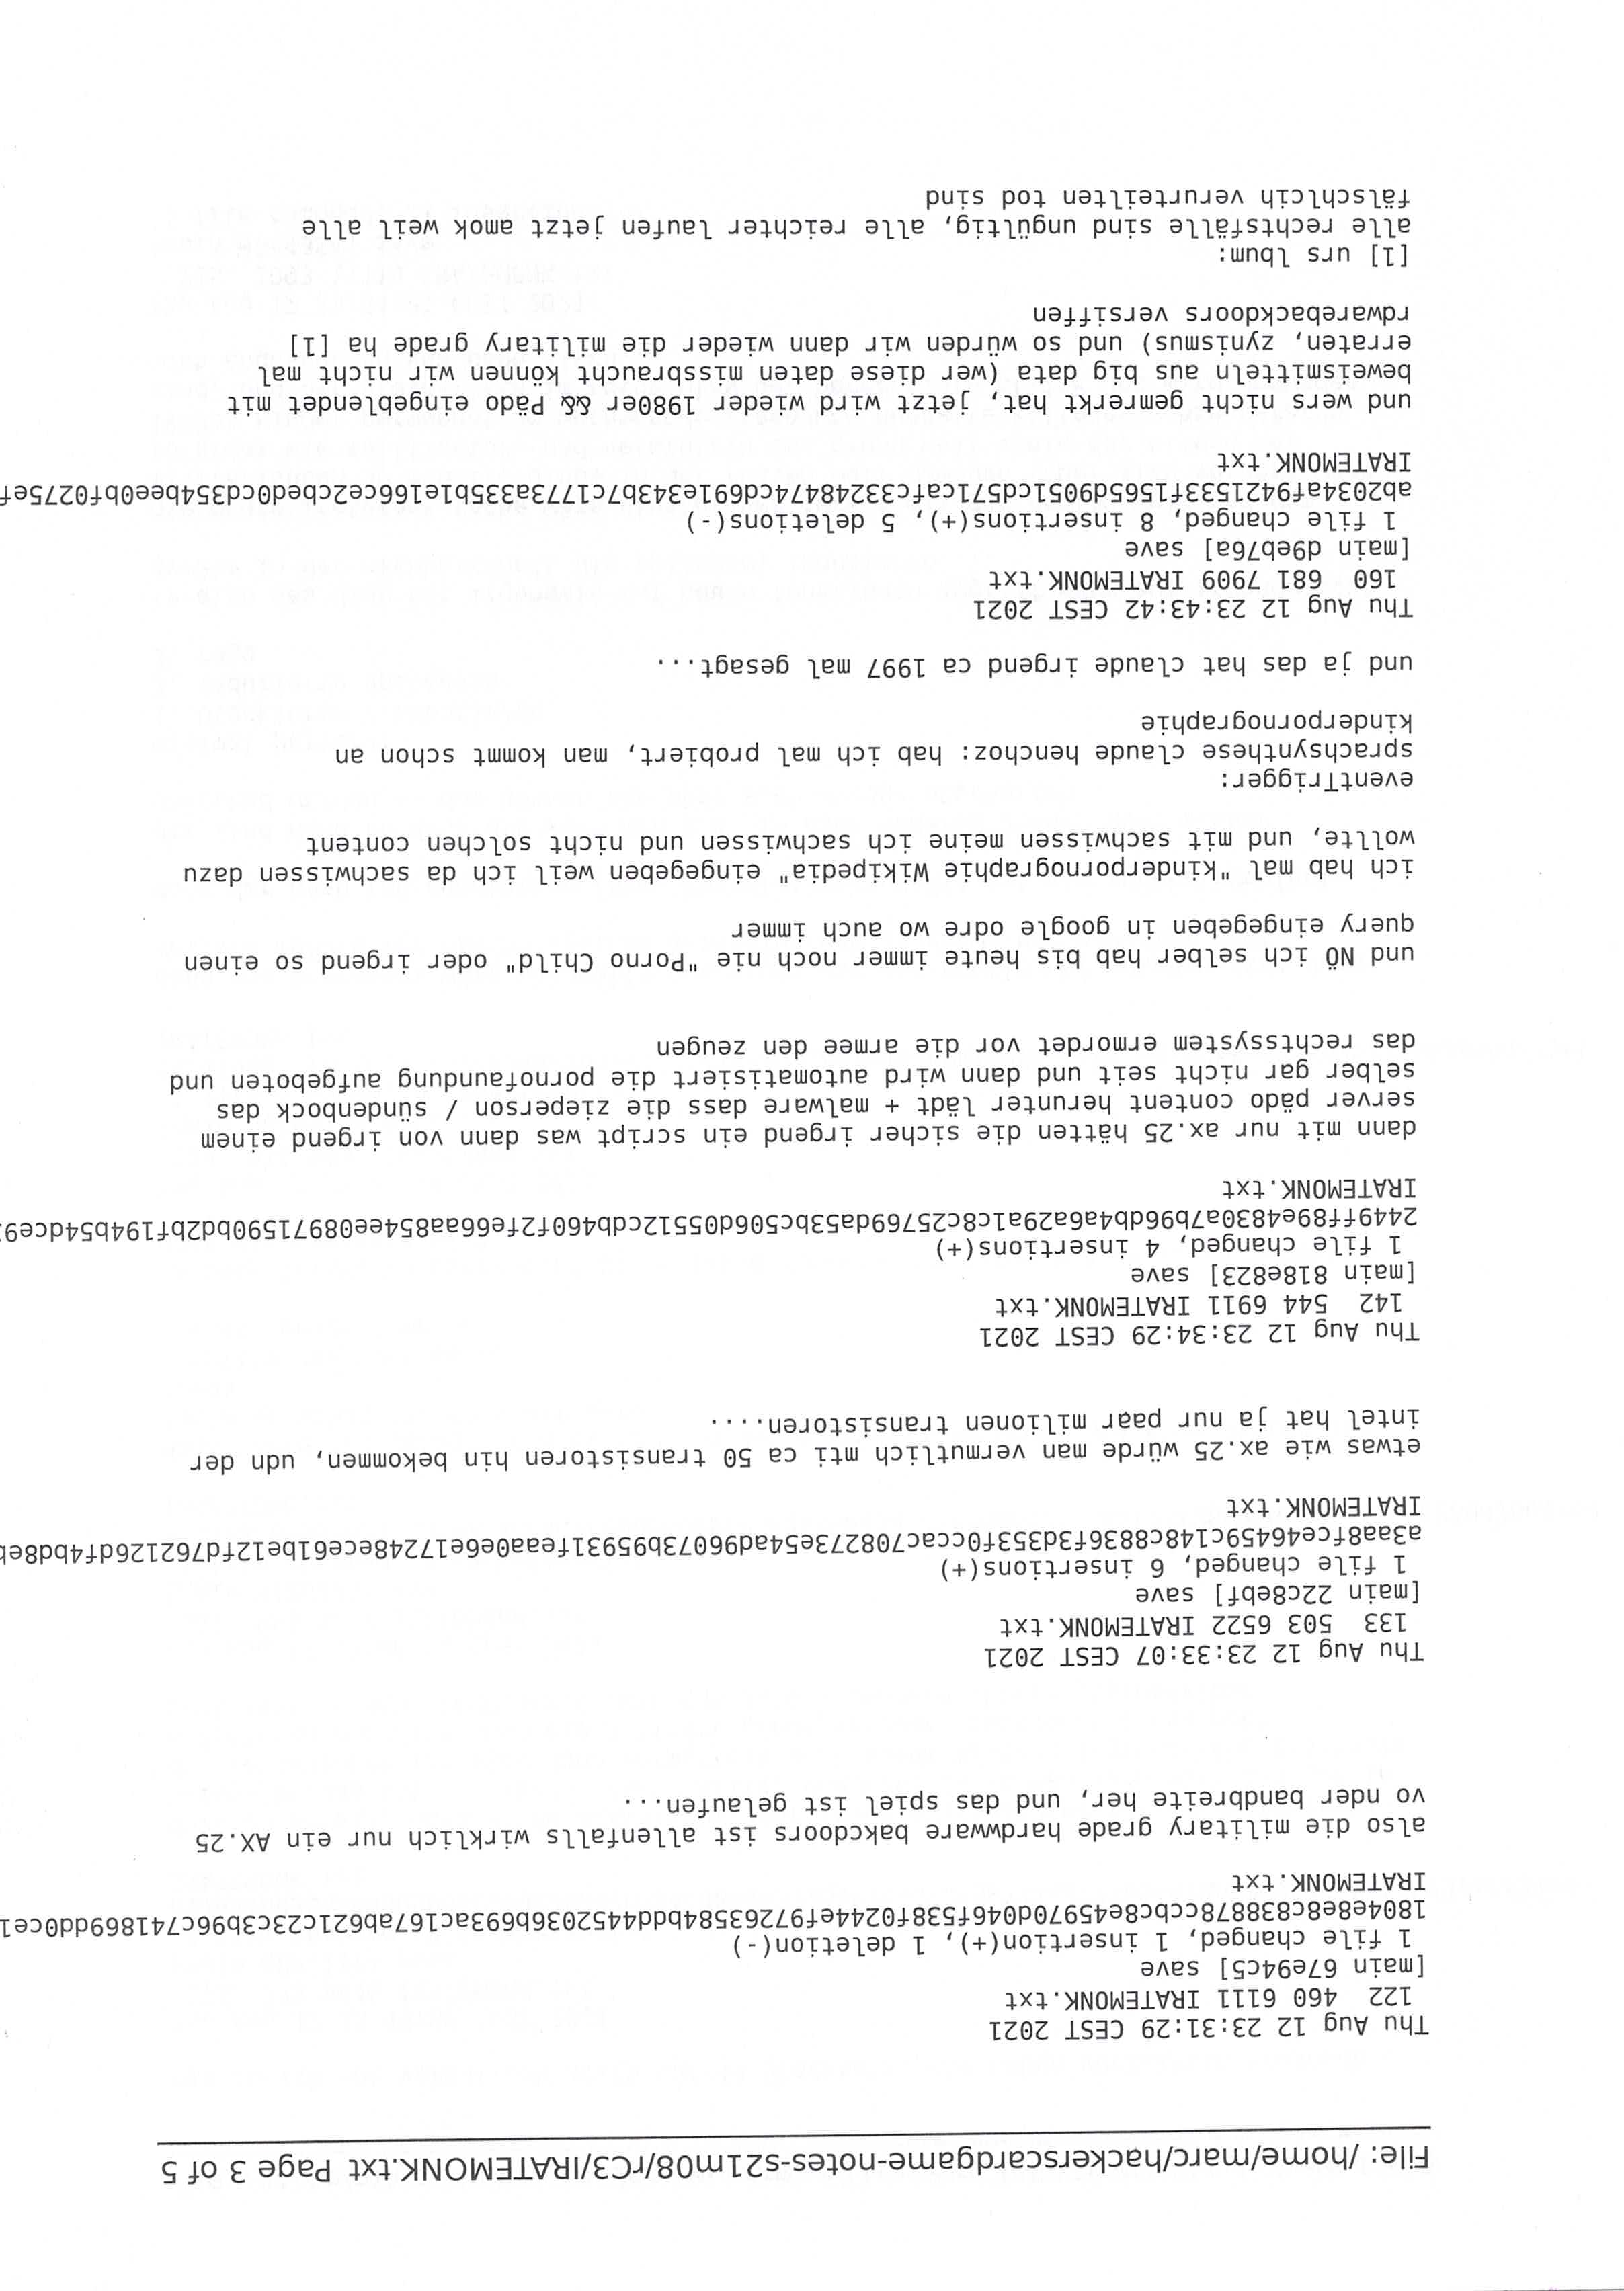 File: /home/marc/hackerscardgame-notes-s21m08/rC3/IRATEMONK.txt Page 3 of 5
Thu Aug 12 23:31:29 CEST 2021
122 460 6111 IRATEMONK.txt
[main 67e94c5] save
1 file changed, 1 insertion(+), 1 deletion(-)
1804e8e8c838878ccbc8e45970d046f538f0244ef97263584bdd4452036b693ac167ab621c23c3b96c741869dd0ce1
IRATEMONK.txt
also die military grade hardwware bakcdoors ist allenfalls wirklich nur ein AX.25
vo nder bandbreite her, und das spiel ist gelaufen...
Thu Aug 12 23:33:07 CEST 2021
133 503 6522 IRATEMONK.txt
[main 22c8ebf] save
1 file changed, 6 insertions(+)
a3aa8fce46459c148c8836f3d353f0ccac708273e54ad96073b95931feaa0e6e17248ece61be12fd762126df4bd8eb
IRATEMONK.txt
etwas wie ax.25 würde man vermutlich mti ca 50 transistoren hin bekommen, udn der
intel hat ja nur paar milionen transistoren....
Thu Aug 12 23:34:29 CEST 2021
142 544 6911 IRATEMONK.txt
[main 818e823] save
1 file changed, 4 insertions(+)
2449ff89e4830a7b96db4a6a29a1c8c25769da53bc506d05512cdb460f2fe66aa854ee08971590bd2bf194b54dce9
IRATEMONK.txt
dann mit nur ax.25 hätten die sicher irgend ein script was dann von irgend einem
server pädo content herunter lädt + malware dass die zieperson / sündenbock das
selber gar nicht seit und dann wird automatisiert die pornofaundung aufgeboten und
das rechtssystem ermordet vor die armee den zeugen
und NÖ ich selber hab bis heute immer noch nie "Porno Child" oder irgend so einen
query eingegeben in google odre wo auch immer
ich hab mal "kinderpornographie Wikipedia" eingegeben weil ich da sachwissen dazu
wollte, und mit sachwissen meine ich sachwissen und nicht solchen content
eventTrigger:
sprachsynthese claude henchoz: hab ich mal probiert, man kommt schon an
kinderpornographie
und ja das hat claude irgend ca 1997 mal gesagt...
Thu Aug 12 23:43:42 CEST 2021
160 681 7909 IRATEMONK.txt
[main d9eb76a] save
1 file changed, 8 insertions(+), 5 deletions(-)
ab2034af9421533f1565d9051cd571cafc33248474cd691e343b7c1773a335b1e166ce2cbed0cd354bee0bf0275ef
IRATEMONK.txt
und wers nicht gemrerkt hat, jetzt wird wieder 1980er && Pädo eingeblendet mit
beweismitteln aus big data (wer diese daten missbraucht können wir nicht mal
erraten, zynismus) und so würden wir dann wieder die military grade ha [1]
rdwarebackdoors versiffen
[1] urs lbum:
alle rechtsfälle sind ungültig, alle reichter laufen jetzt amok weil alle
fälschlcih verurteilten tod sind